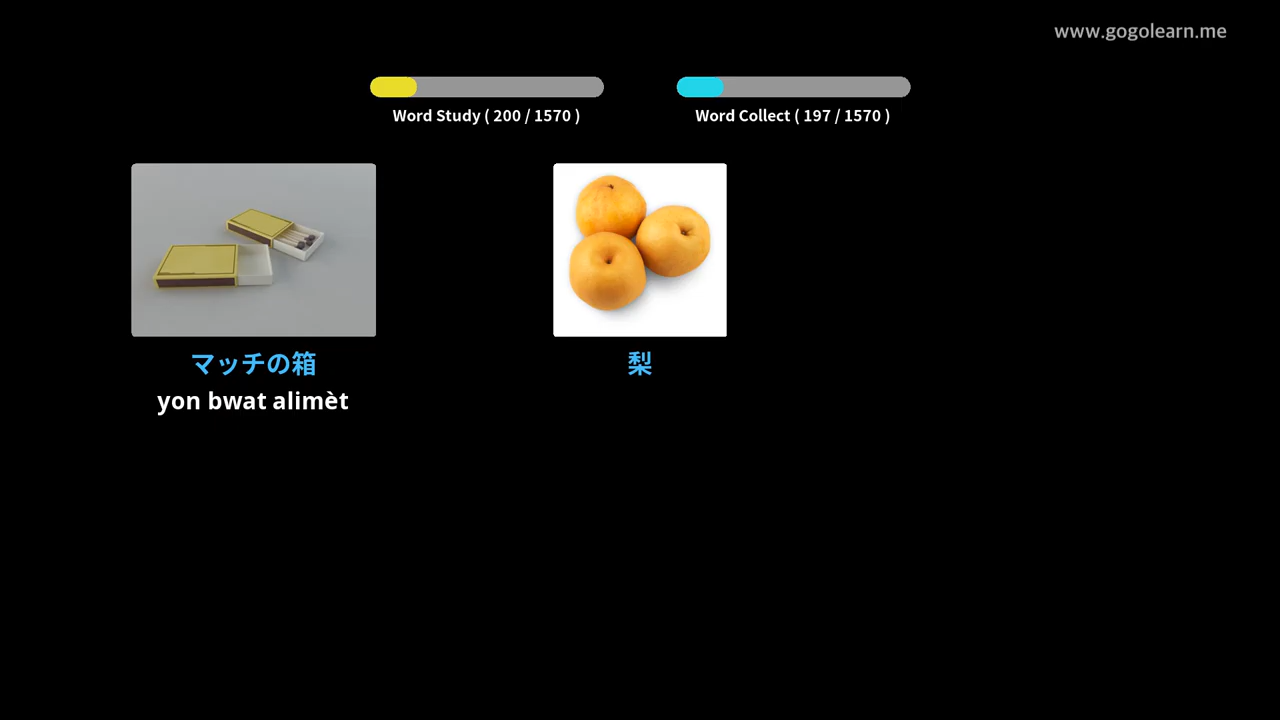 www.gogolearn.me
Word Study ( 200 / 1570 )
Word Collect ( 197 / 1570 )
マッチの箱
yon bwat alimèt
梨